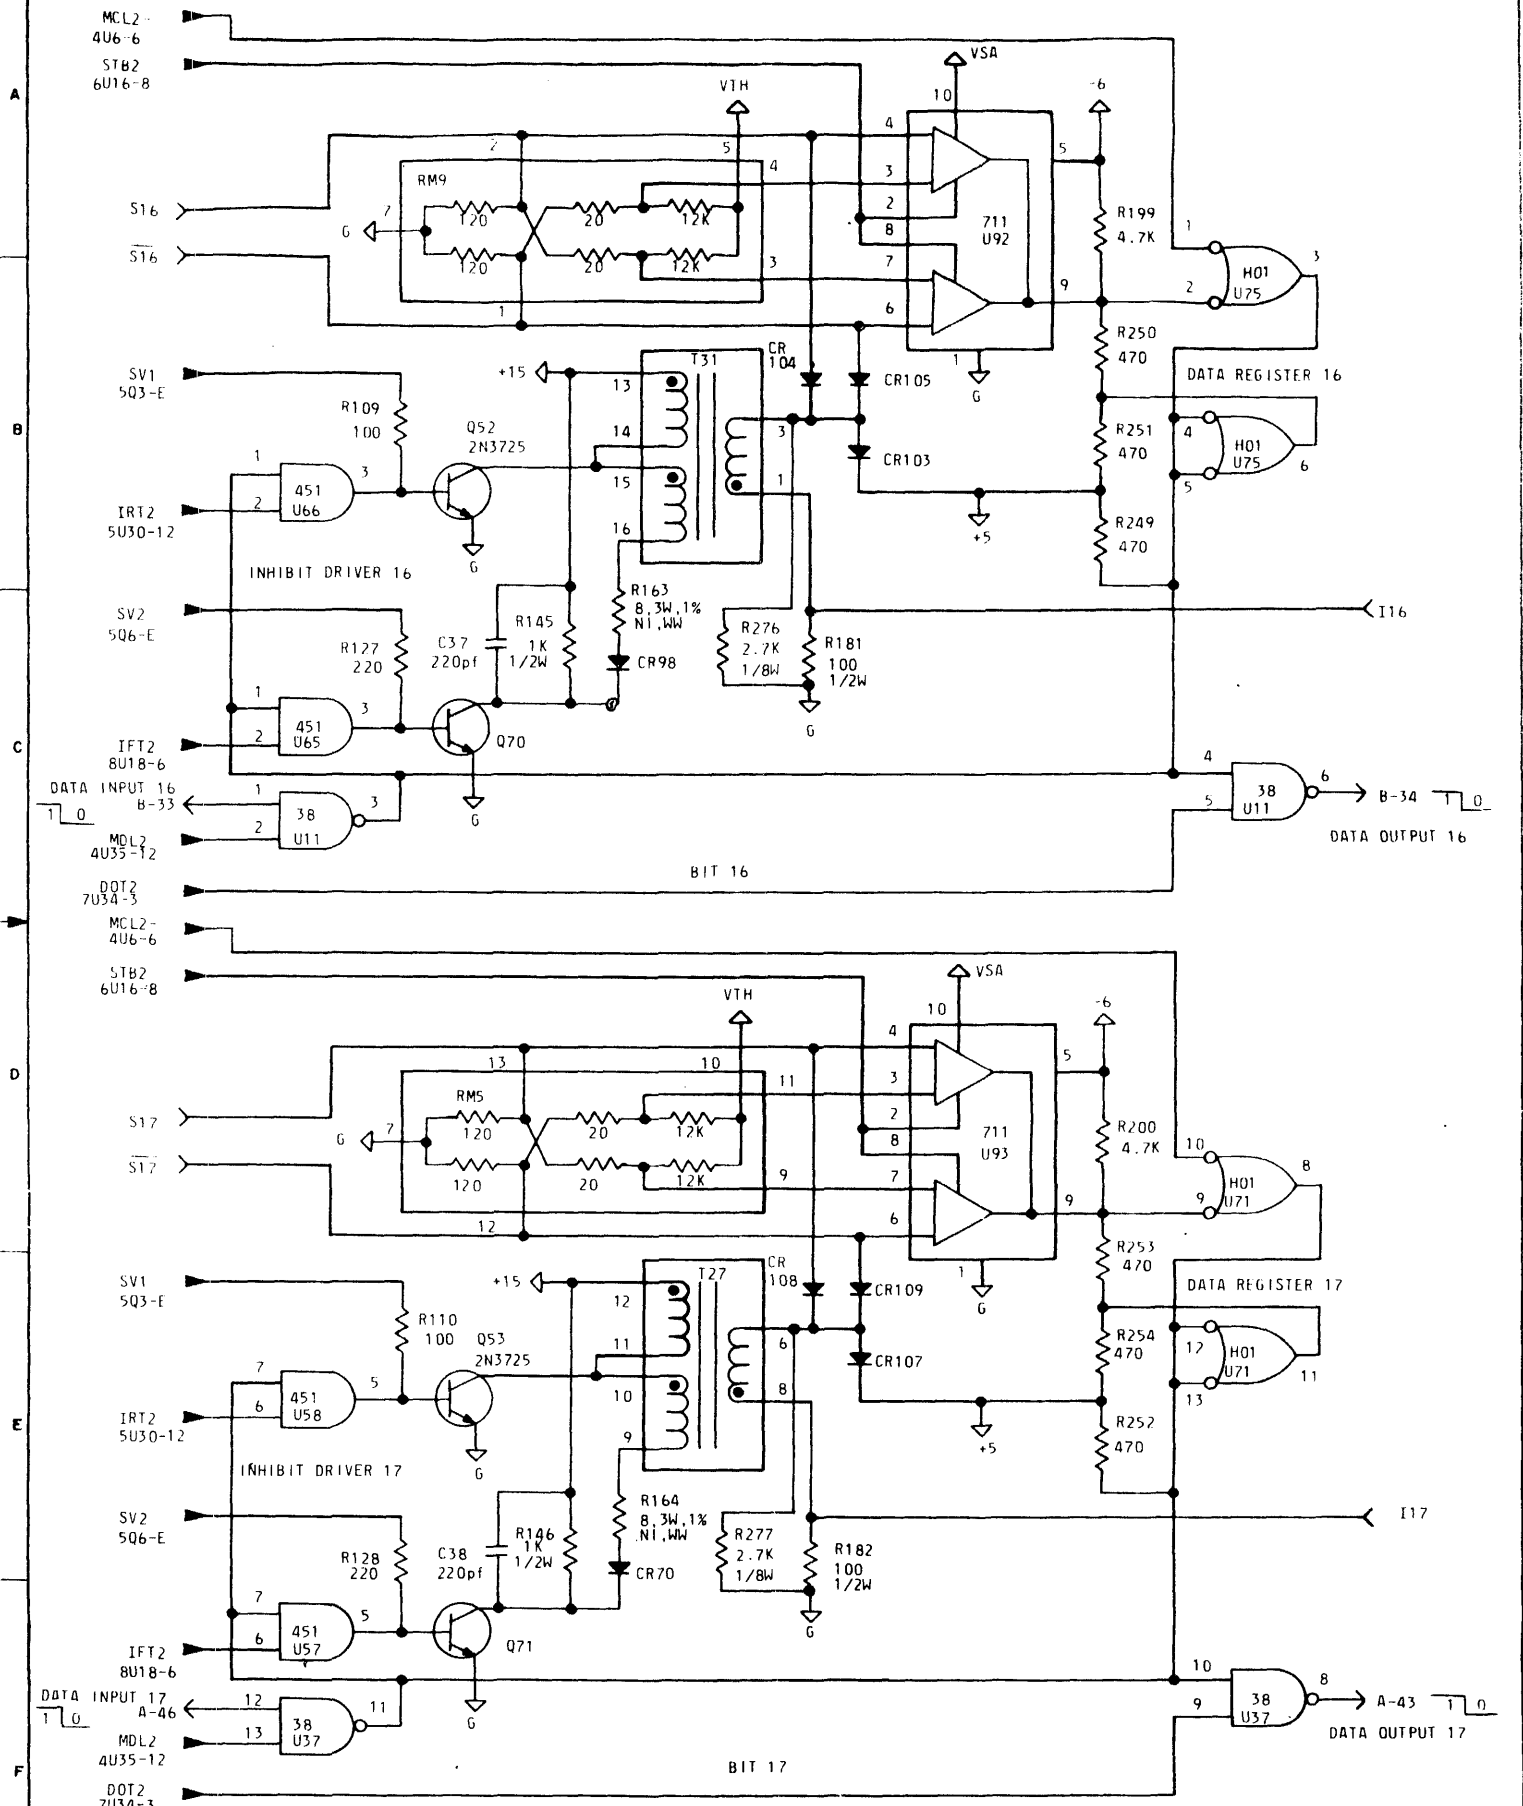 MCL2-
4U6-6
STB2
6U16-8
A
VTH
VSA
-6
10
4
5
2
5
4
3
RM9
120
20
12K
S16
7
G
120
20
12K
S16
3
1
2
8
7
6
711
U92
9
1
G
R199
4.7K
1
2
H01
U75
3
R250
470
DATA REGISTER 16
SV1
5Q3-E
R109
100
+15
13
T31
CR
104
CR105
B
Q52
2N3725
14
3
CR103
R251
470
4
H01
U75
5
6
1
2
451
U66
3
15
1
IRT2
5U30-12
G
16
+5
R249
470
INHIBIT DRIVER 16
SV2
5Q6-E
R163
8,3W,1%
NI,WW
R127
220
C37
220pf
R145
1K
1/2W
CR98
R276
2.7K
1/8W
R181
100
1/2W
I16
G
1
2
451
U65
3
Q70
C
IFT2
8U18-6
DATA INPUT 16
B-33
1 0
1
2
38
U11
3
G
MDL2
4U35-12
4
5
38
U11
6
B-34
1 0
DATA OUTPUT 16
BIT 16
DOT2
7U34-3
MCL2-
4U6-6
STB2
6U16-8
VTH
VSA
-6
10
4
5
D
13
10
11
3
RM5
120
20
12K
S17
7
G
120
20
12K
S17
9
12
2
8
7
6
711
U93
9
1
G
R200
4.7K
10
9
H01
U71
8
R253
470
DATA REGISTER 17
SV1
5Q3-E
R110
100
+15
12
T27
CR
108
CR109
Q53
2N3725
11
6
CR107
R254
470
12
H01
U71
13
11
7
6
451
U58
5
10
8
E
IRT2
5U30-12
G
9
+5
R252
470
INHIBIT DRIVER 17
SV2
5Q6-E
R164
8,3W,1%
NI,WW
R128
220
C38
220pf
R146
1K
1/2W
CR70
R277
2.7K
1/8W
R182
100
1/2W
I17
G
7
6
451
U57
5
Q71
IFT2
8U18-6
DATA INPUT 17
A-46
1 0
12
13
38
U37
11
G
MDL2
4U35-12
10
9
38
U37
8
A-43
1 0
DATA OUTPUT 17
F
BIT 17
DOT2
7U34-3